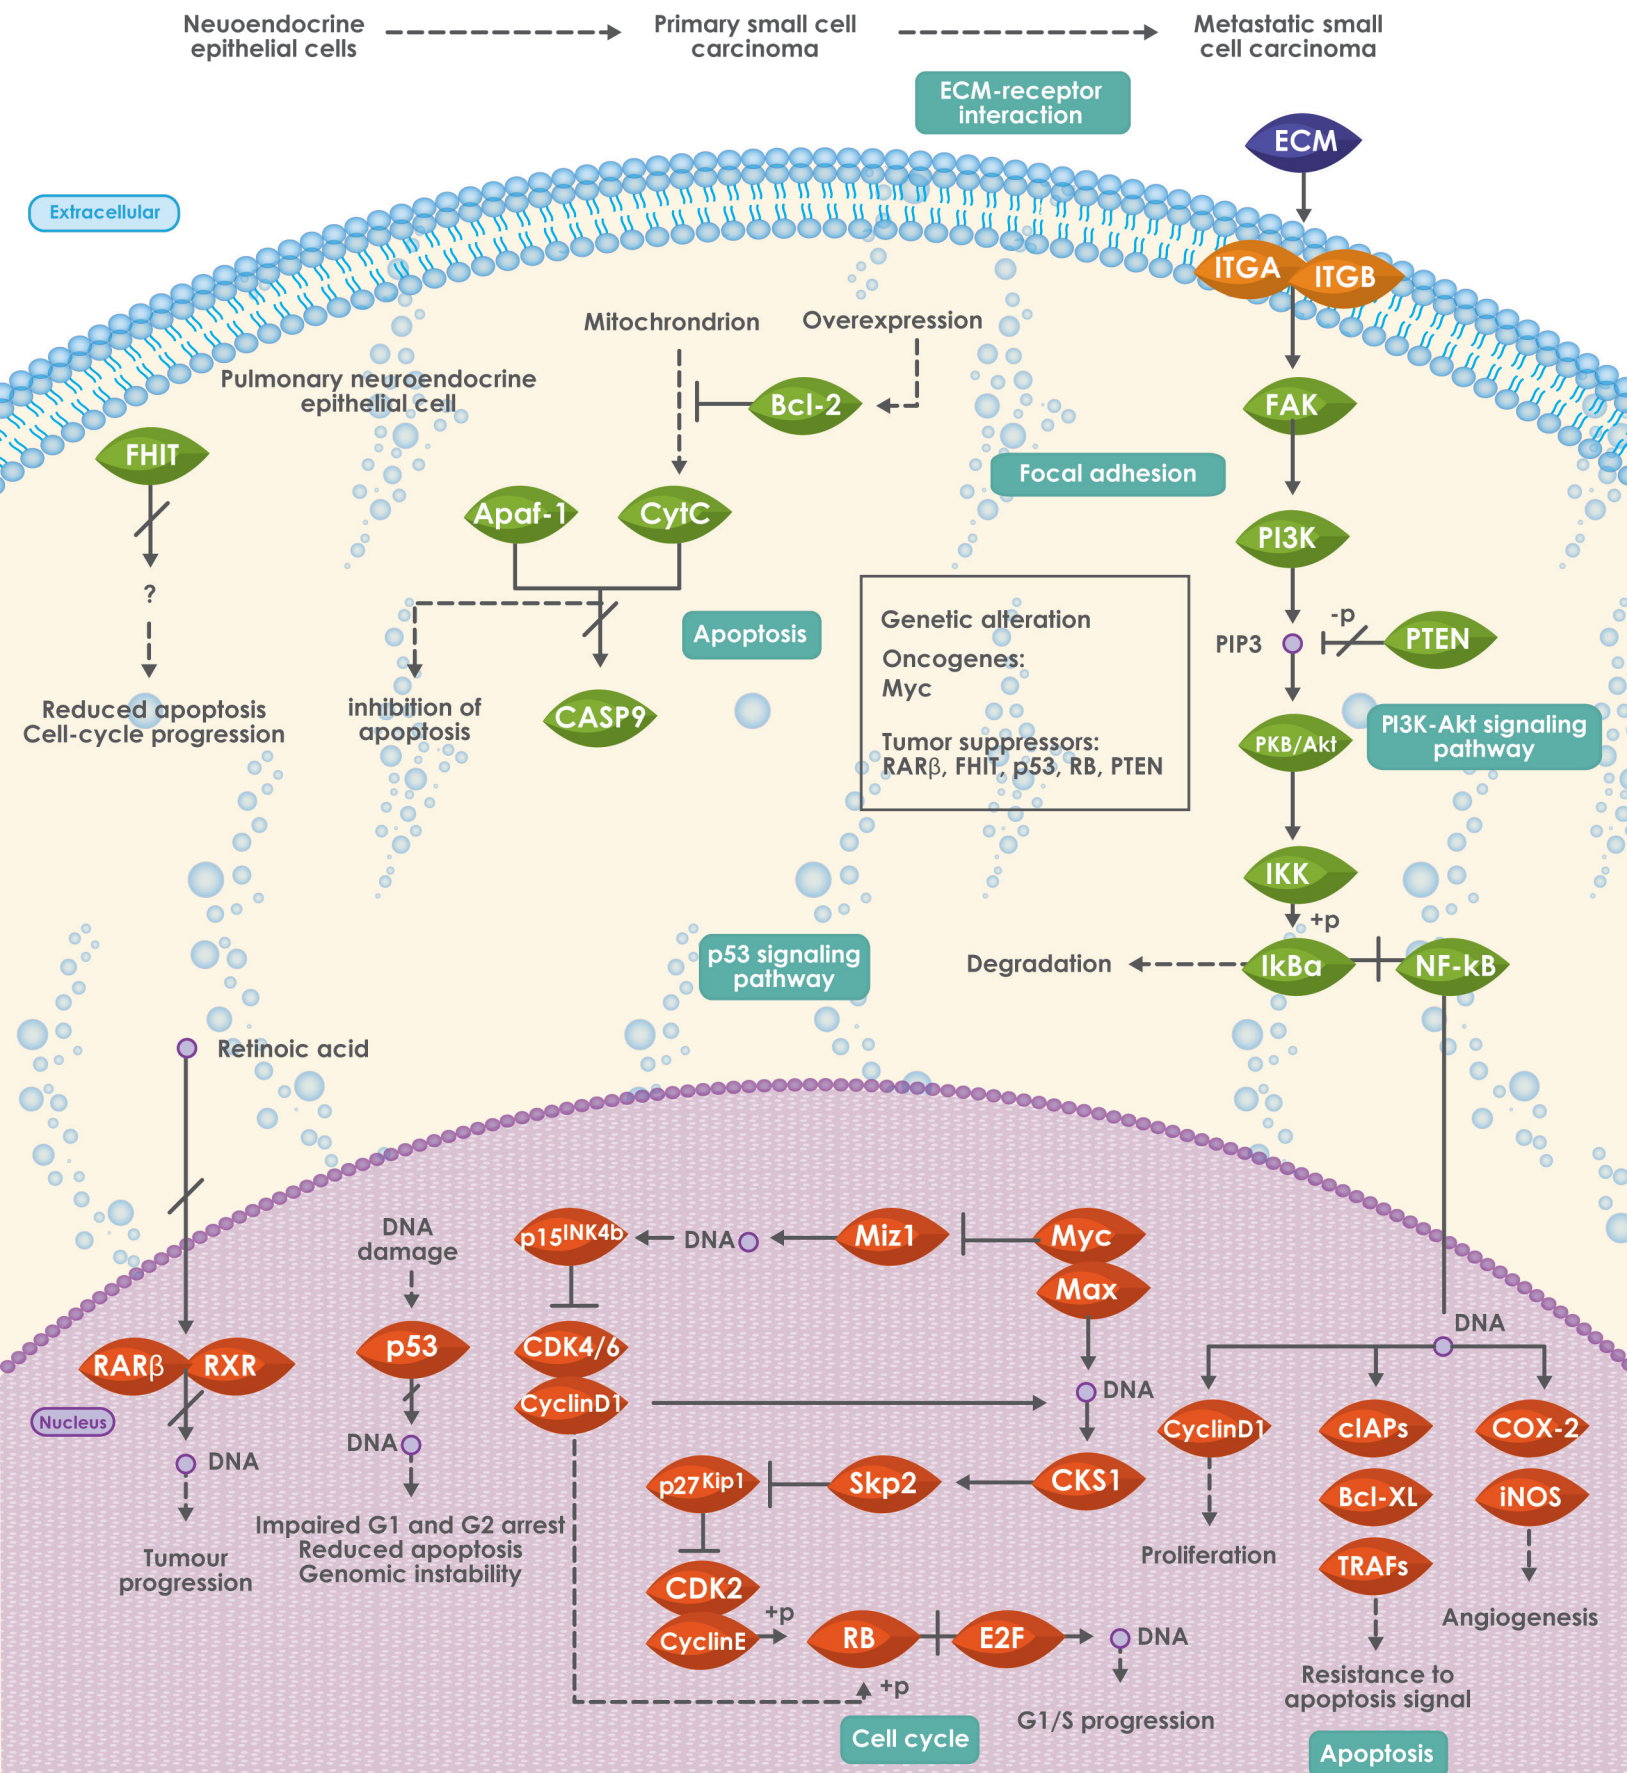 Neuoendocrine
epithelial cells
Primary small cell
carcinoma
Metastatic small
cell carcinoma
ECM-receptor
interaction
ECM
Extracellular
ITGA
ITGB
Mitochrondrion
Overexpression
Pulmonary neuroendocrine
epithelial cell
Bcl-2
FAK
FHIT
Focal adhesion
Apaf-1
CytC
PI3K
?
Genetic alteration
Oncogenes:
Myc
Tumor suppressors:
RARβ, FHIT, p53, RB, PTEN
Apoptosis
-p
PIP3
PTEN
Reduced apoptosis
Cell-cycle progression
inhibition of
apoptosis
CASP9
PKB/Akt
PI3K-Akt signaling
pathway
IKK
+p
p53 signaling
pathway
Degradation
IkBa
NF-kB
Retinoic acid
DNA
damage
p15INK4b
DNA
Miz1
Myc
Max
DNA
RARβ
RXR
p53
CDK4/6
CyclinD1
DNA
Nucleus
DNA
DNA
CyclinD1
cIAPs
COX-2
p27Kip1
Skp2
CKS1
Bcl-XL
iNOS
Impaired G1 and G2 arrest
Reduced apoptosis
Genomic instability
Tumour
progression
Proliferation
TRAFs
CDK2
CyclinE
+p
RB
E2F
DNA
Angiogenesis
+p
Resistance to
apoptosis signal
G1/S progression
Cell cycle
Apoptosis